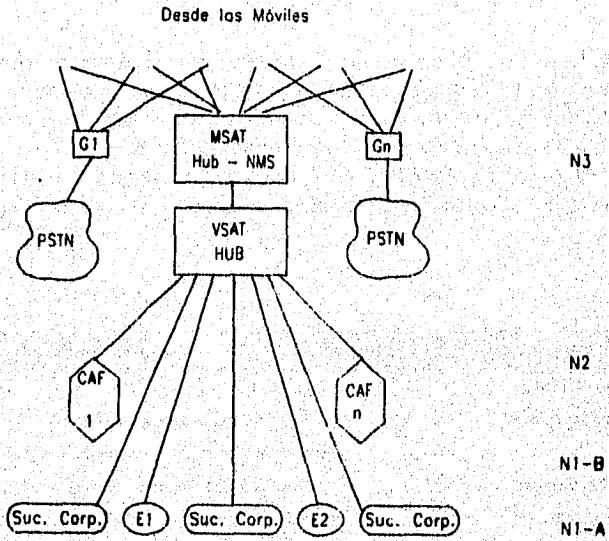 Desde los Móviles
G1
MSAT
Hub - NMS
Gn
N3
PSTN
VSAT
HUB
PSTN
CAF
1
CAF
n
N2
N1-B
Suc. Corp.
E1
Suc. Corp.
E2
Suc. Corp.
N1-A